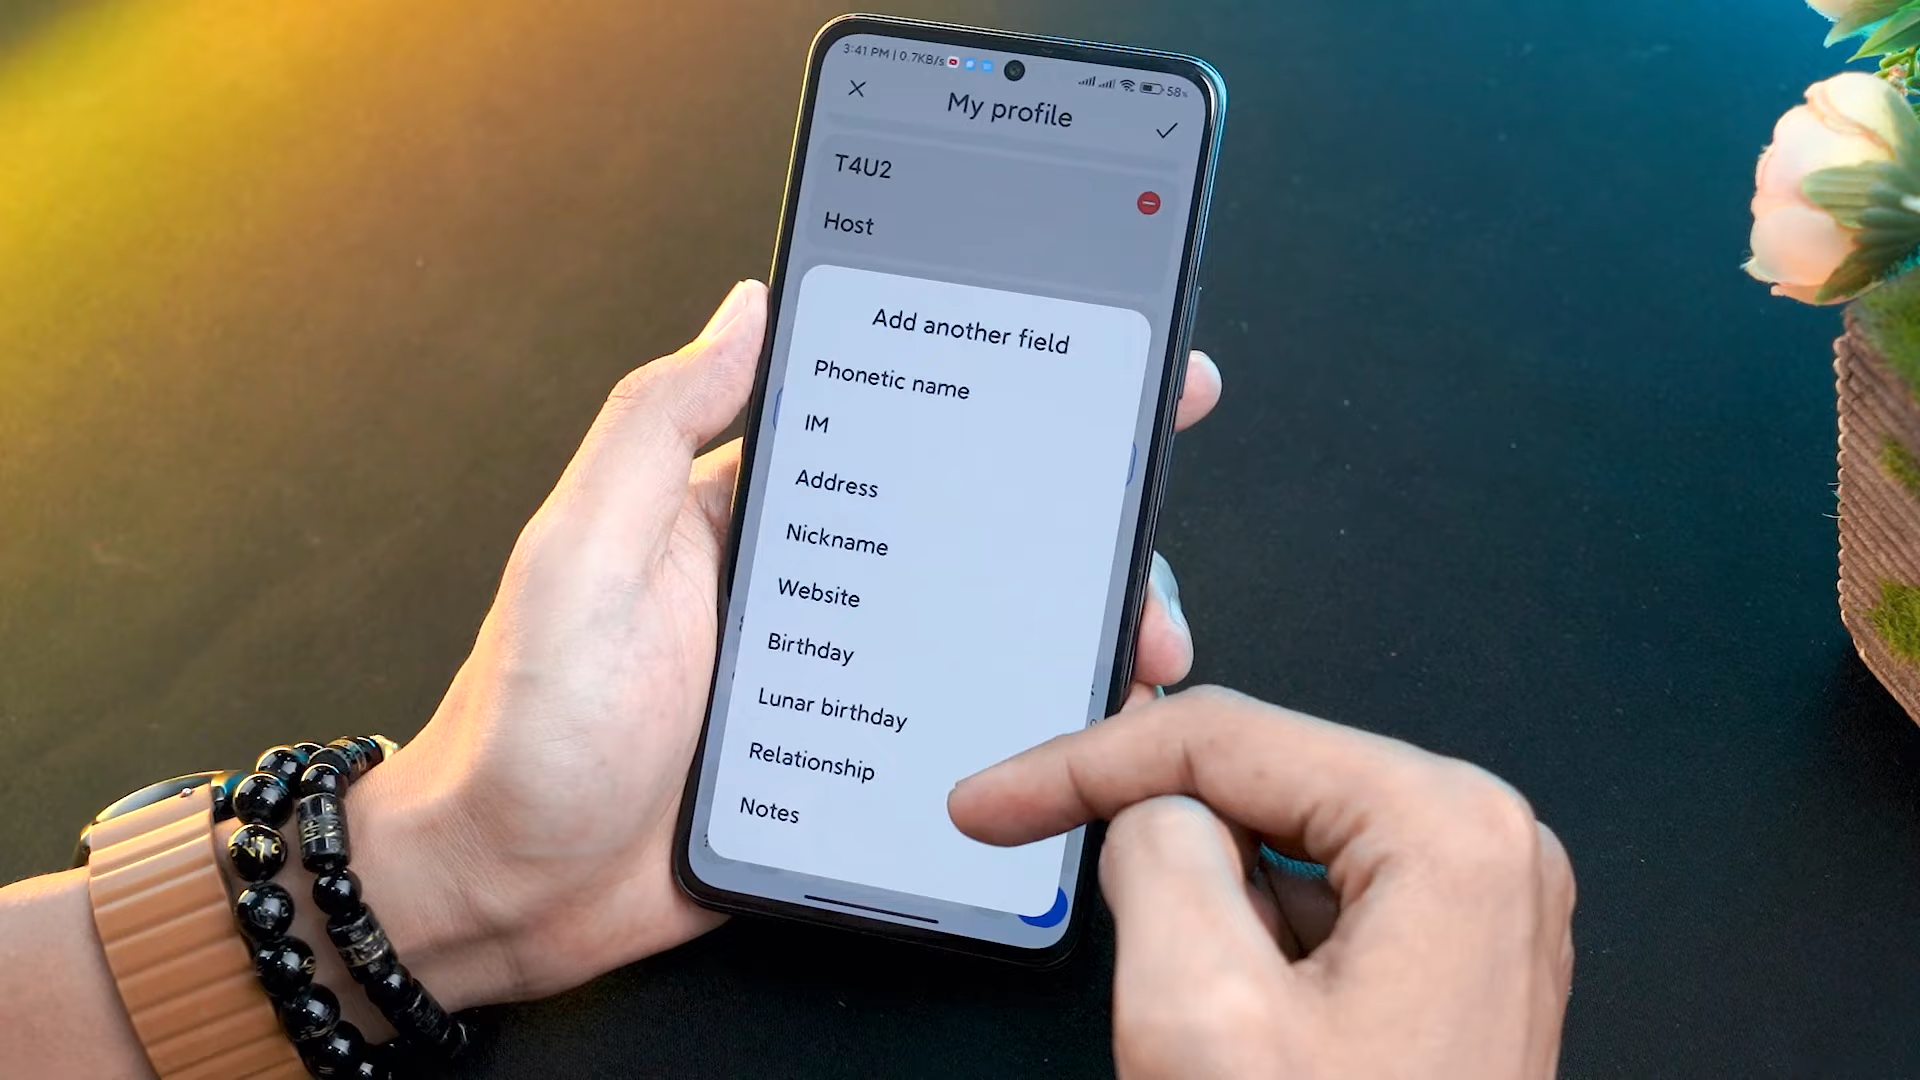 3:41 PM | 0.7KB/s 58%
My profile
T4U2
Host
Add another field
Phonetic name
IM
Address
Nickname
Website
Birthday
Lunar birthday
Relationship
Notes